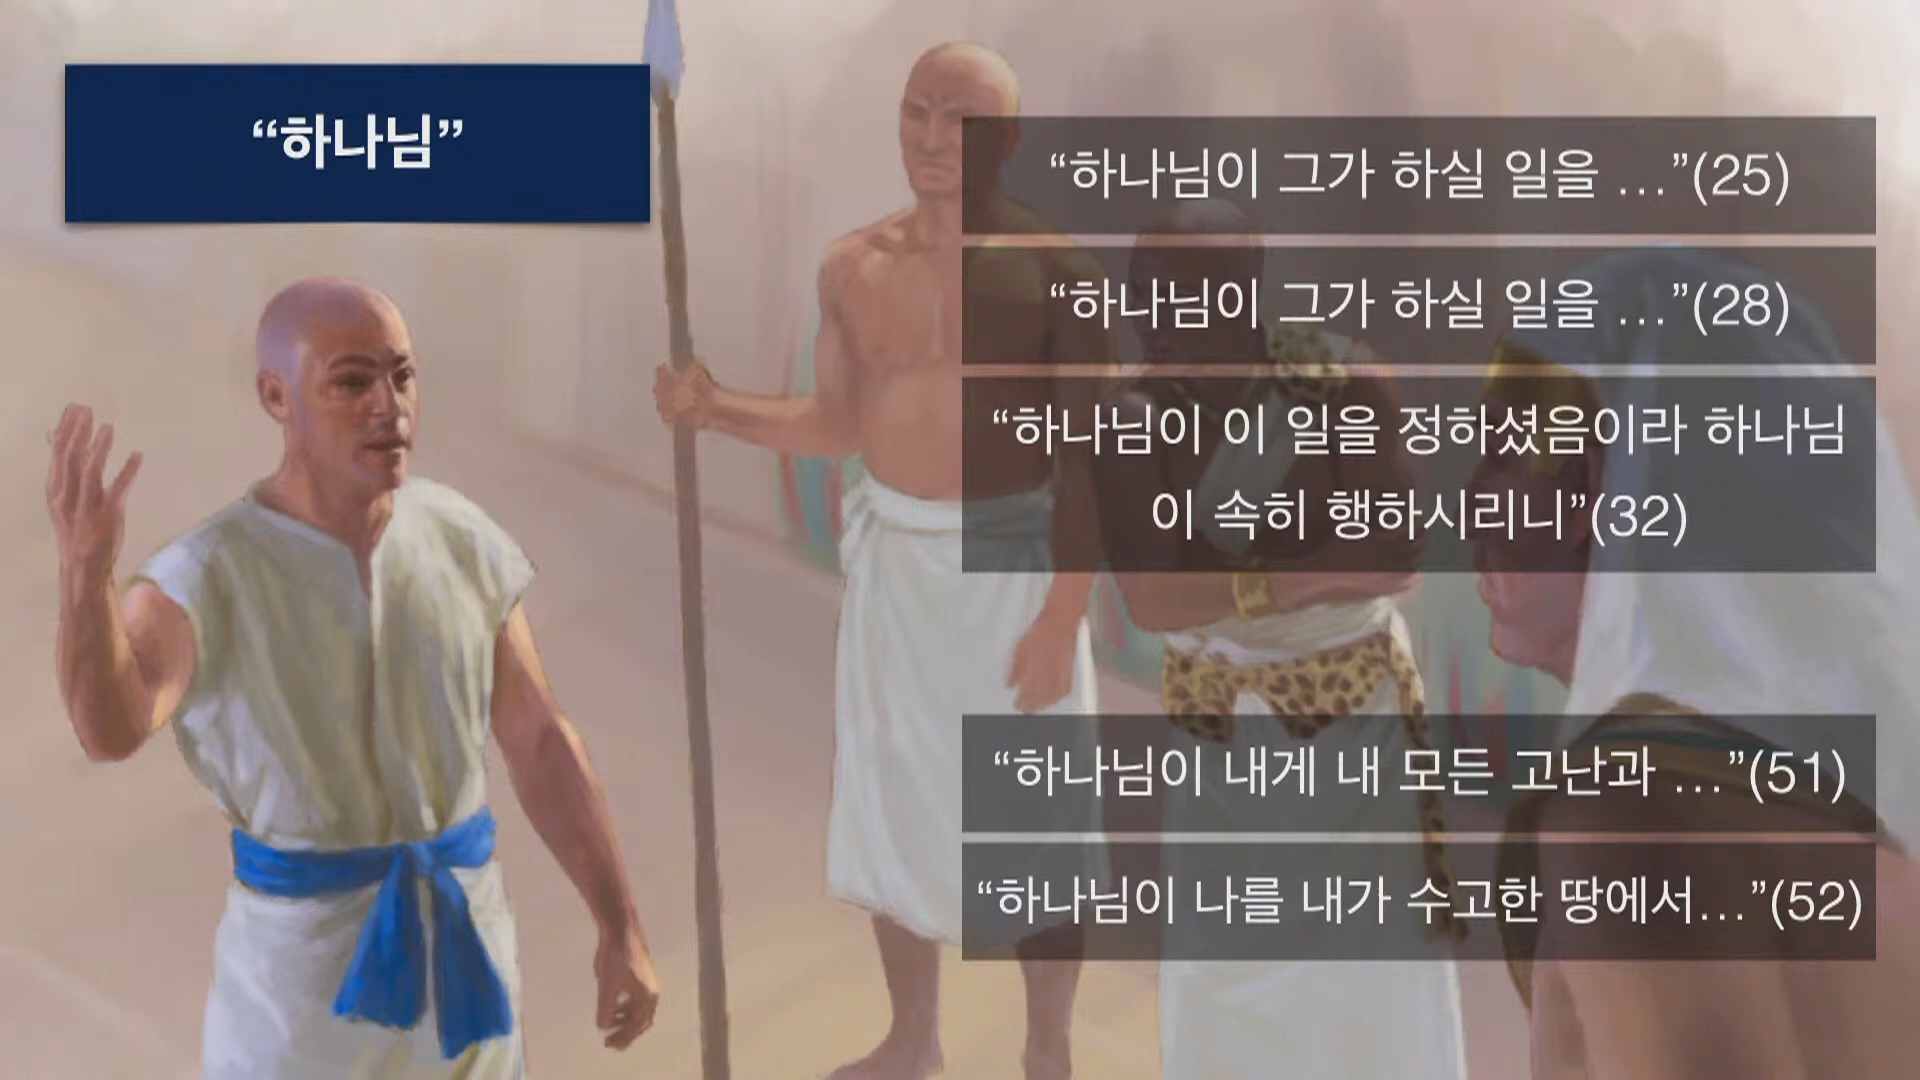 “하나님”
“하나님이 그가 하실 일을 …”(25)
“하나님이 그가 하실 일을 …”(28)
“하나님이 이 일을 정하셨음이라 하나님
이 속히 행하시리니”(32)
“하나님이 내게 내 모든 고난과 …”(51)
“하나님이 나를 내가 수고한 땅에서…”(52)